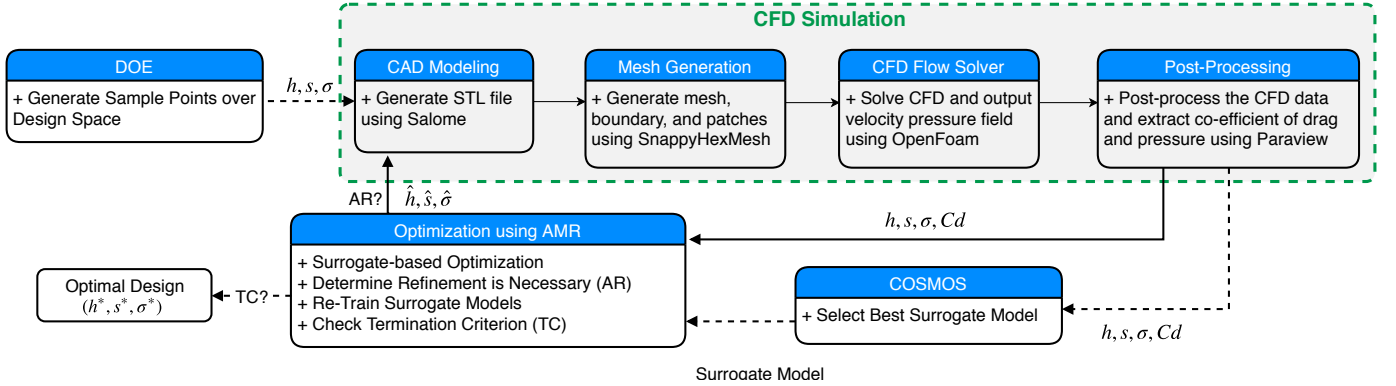 CFD Simulation
DOE
+ Generate Sample Points over
Design Space
h, s, σ
CAD Modeling
+ Generate STL file
using Salome
Mesh Generation
+ Generate mesh,
boundary, and patches
using SnappyHexMesh
CFD Flow Solver
+ Solve CFD and output
velocity pressure field
using OpenFoam
Post-Processing
+ Post-process the CFD data
and extract co-efficient of drag
and pressure using Paraview
AR?
ĥ, ŝ, σ̂
h, s, σ, Cd
Optimization using AMR
+ Surrogate-based Optimization
+ Determine Refinement is Necessary (AR)
+ Re-Train Surrogate Models
+ Check Termination Criterion (TC)
Optimal Design
(h*, s*, σ*)
TC?
COSMOS
+ Select Best Surrogate Model
h, s, σ, Cd
Surrogate Model